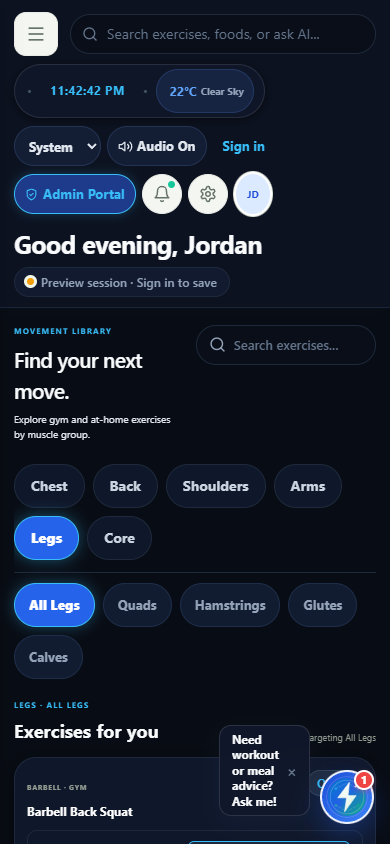 Search exercises, foods, or ask AI...
11:42:42 PM
22°C Clear Sky
System
Audio On
Sign in
Admin Portal
JD
Good evening, Jordan
Preview session · Sign in to save
MOVEMENT LIBRARY
Search exercises...
Find your next
move.
Explore gym and at-home exercises
by muscle group.
Chest
Back
Shoulders
Arms
Legs
Core
All Legs
Quads
Hamstrings
Glutes
Calves
LEGS · ALL LEGS
Exercises for you
All Legs
Need
workout
or meal
advice?
Ask me!
×
1
BARBELL · GYM
Barbell Back Squat